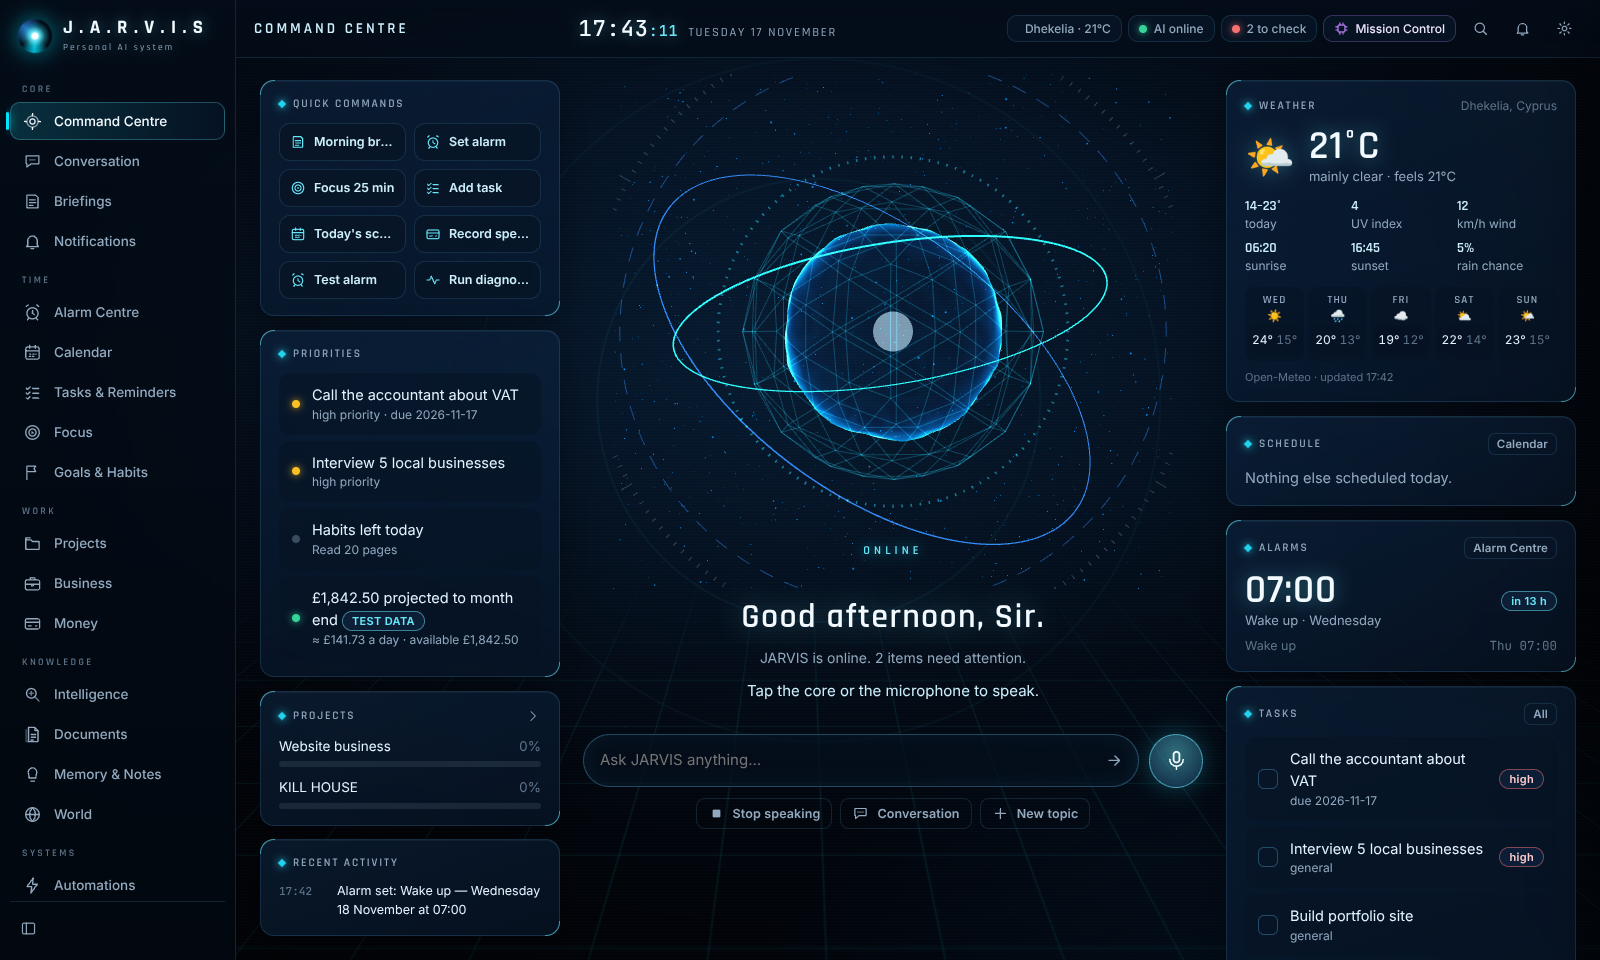 J.A.R.V.I.S
Personal AI system
CORE
Command Centre
Conversation
Briefings
Notifications
TIME
Alarm Centre
Calendar
Tasks & Reminders
Focus
Goals & Habits
WORK
Projects
Business
Money
KNOWLEDGE
Intelligence
Documents
Memory & Notes
World
SYSTEMS
Automations
COMMAND CENTRE
17:43:11 TUESDAY 17 NOVEMBER
Dhekelia · 21°C
AI online
2 to check
Mission Control
QUICK COMMANDS
Morning br...
Set alarm
Focus 25 min
Add task
Today's sc...
Record spe...
Test alarm
Run diagno...
PRIORITIES
Call the accountant about VAT
high priority · due 2026-11-17
Interview 5 local businesses
high priority
Habits left today
Read 20 pages
£1,842.50 projected to month
end TEST DATA
≈ £141.73 a day · available £1,842.50
PROJECTS
Website business 0%
KILL HOUSE 0%
RECENT ACTIVITY
17:42 Alarm set: Wake up — Wednesday
18 November at 07:00
ONLINE
Good afternoon, Sir.
JARVIS is online. 2 items need attention.
Tap the core or the microphone to speak.
Ask JARVIS anything...
Stop speaking
Conversation
New topic
WEATHER Dhekelia, Cyprus
21°C
mainly clear · feels 21°C
14–23° 4 12
today UV index km/h wind
06:20 16:45 5%
sunrise sunset rain chance
WED THU FRI SAT SUN
24° 15° 20° 13° 19° 12° 22° 14° 23° 15°
Open-Meteo · updated 17:42
SCHEDULE Calendar
Nothing else scheduled today.
ALARMS Alarm Centre
07:00
in 13 h
Wake up · Wednesday
Wake up Thu 07:00
TASKS All
Call the accountant about
VAT
high
due 2026-11-17
Interview 5 local businesses
high
general
Build portfolio site
general